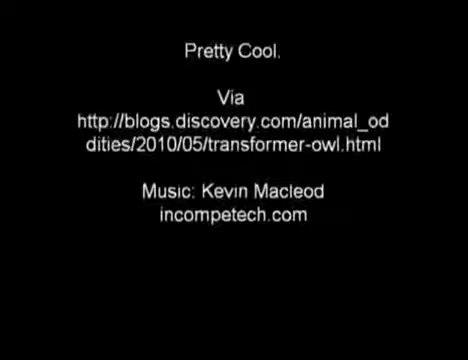 Pretty Cool.
Via
http://blogs.discovery.com/animal_od
dities/2010/05/transformer-owl.html
Music: Kevin Macleod
incompetech.com